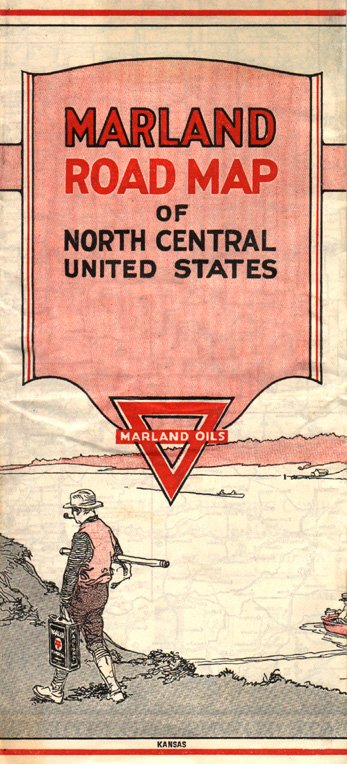 MARLAND
ROAD MAP
OF
NORTH CENTRAL
UNITED STATES
MARLAND OILS
KANSAS